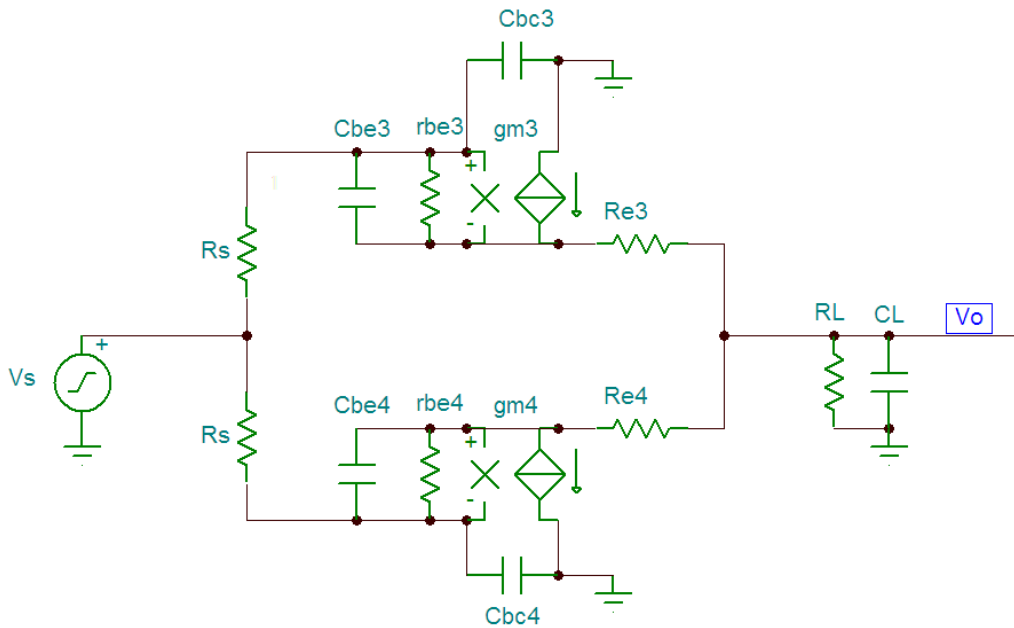 Cbc3
Cbe3
rbe3
gm3
+
-
Rs
Re3
Vs
+
RL
CL
Vo
Rs
Cbe4
rbe4
gm4
Re4
+
-
Cbc4